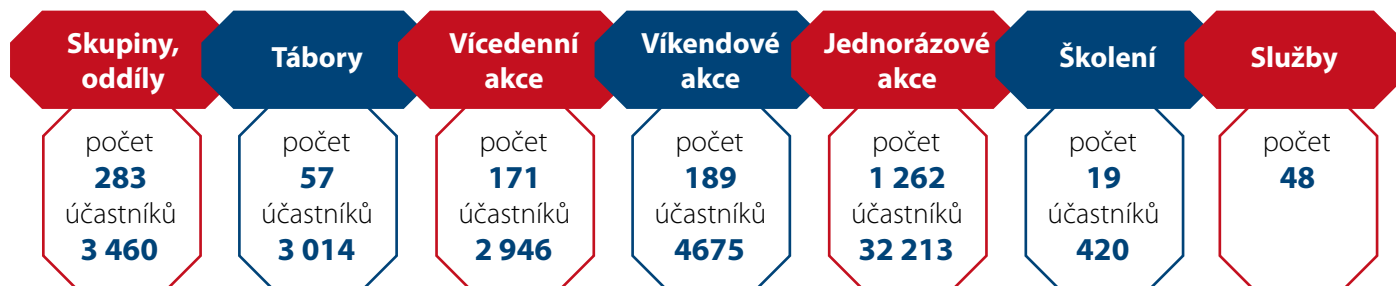 Skupiny,
oddíly
počet
283
účastníků
3 460
Tábory
počet
57
účastníků
3 014
Vícedenní
akce
počet
171
účastníků
2 946
Víkendové
akce
počet
189
účastníků
4675
Jednorázové
akce
počet
1 262
účastníků
32 213
Školení
počet
19
účastníků
420
Služby
počet
48